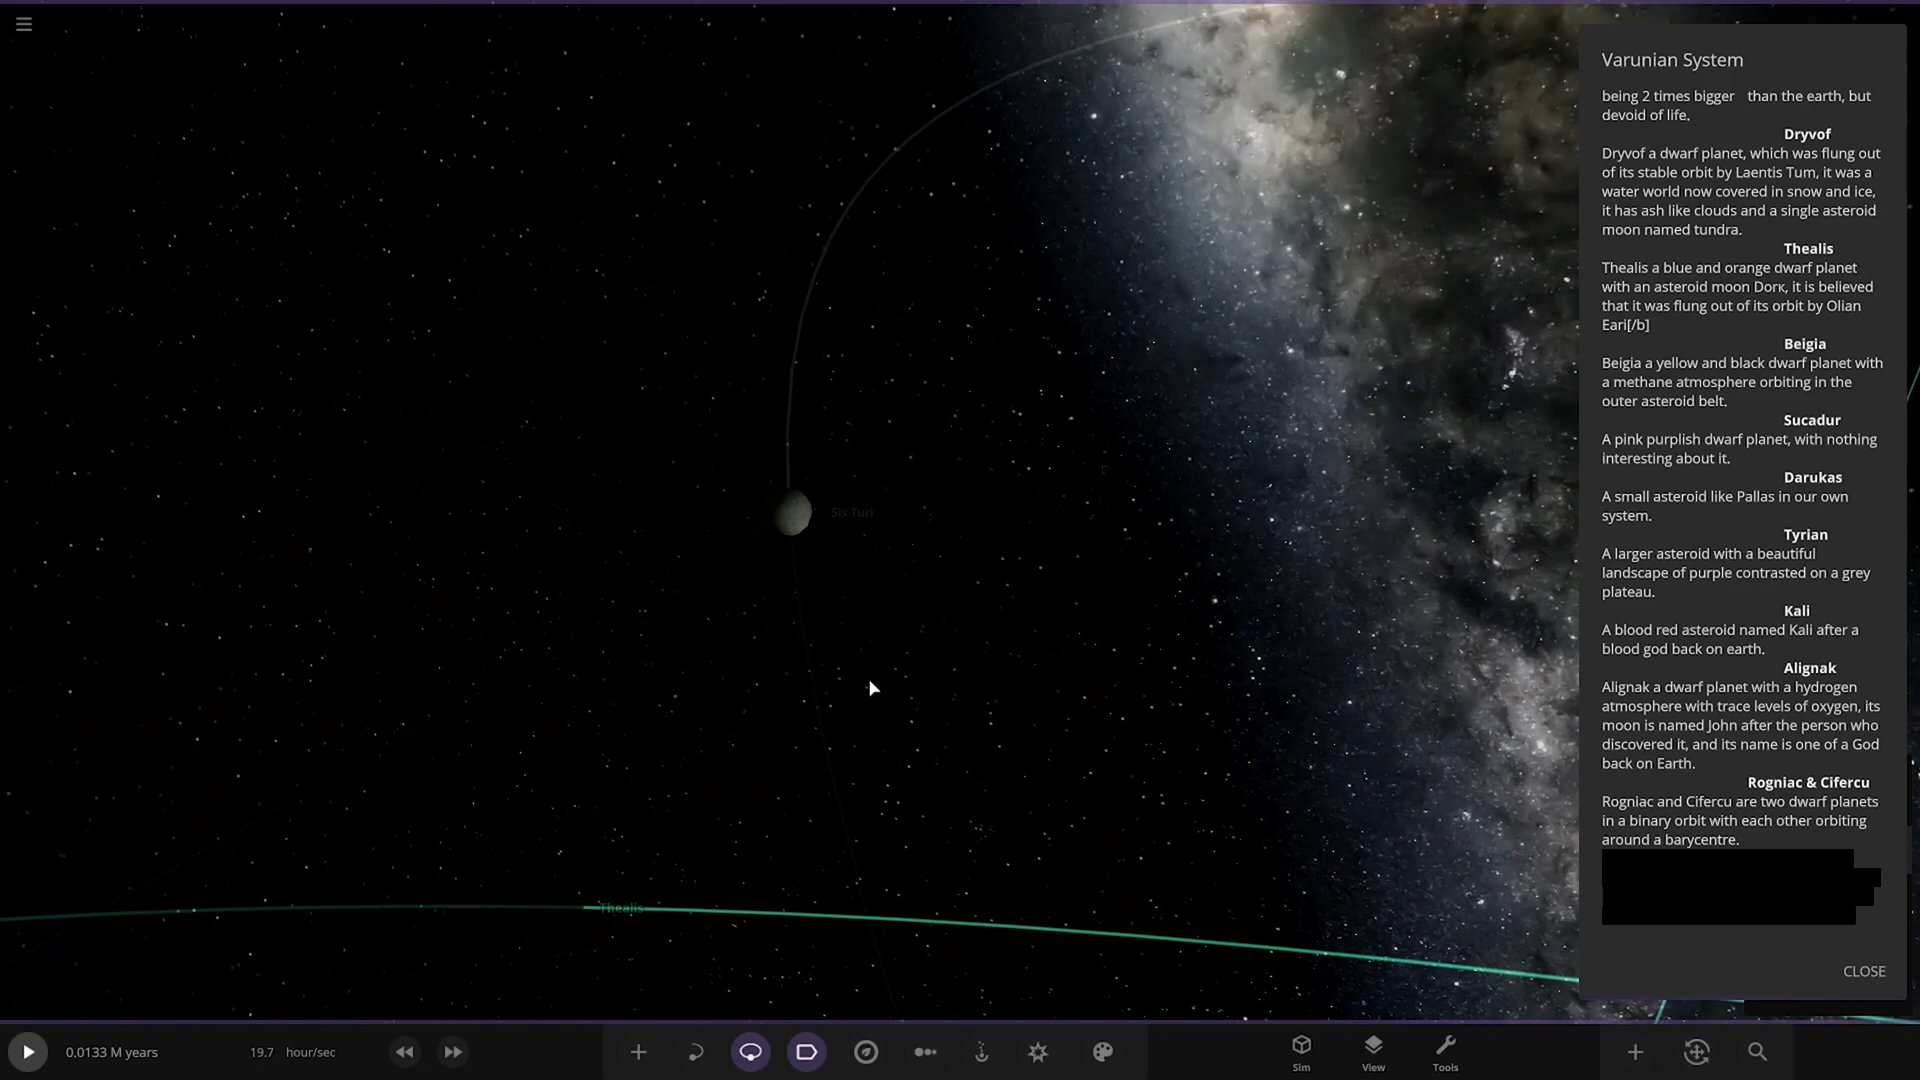 Varunian System
being 2 times bigger than the earth, but
devoid of life.
Dryvof
Dryvof a dwarf planet, which was flung out
of its stable orbit by Laentis Tum, it was a
water world now covered in snow and ice,
it has ash like clouds and a single asteroid
moon named tundra.
Thealis
Thealis a blue and orange dwarf planet
with an asteroid moon Dork, it is believed
that it was flung out of its orbit by Olian
Eari[/b]
Beigia
Beigia a yellow and black dwarf planet with
a methane atmosphere orbiting in the
outer asteroid belt.
Sucadur
A pink purplish dwarf planet, with nothing
interesting about it.
Darukas
A small asteroid like Pallas in our own
system.
Tyrian
A larger asteroid with a beautiful
landscape of purple contrasted on a grey
plateau.
Kali
A blood red asteroid named Kali after a
blood god back on earth.
Alignak
Alignak a dwarf planet with a hydrogen
atmosphere with trace levels of oxygen, its
moon is named John after the person who
discovered it, and its name is one of a God
back on Earth.
Rogniac & Cifercu
Rogniac and Cifercu are two dwarf planets
in a binary orbit with each other orbiting
around a barycentre.
CLOSE
Sis Turi
Thealis
0.0133 M years
19.7 hour/sec
Sim
View
Tools